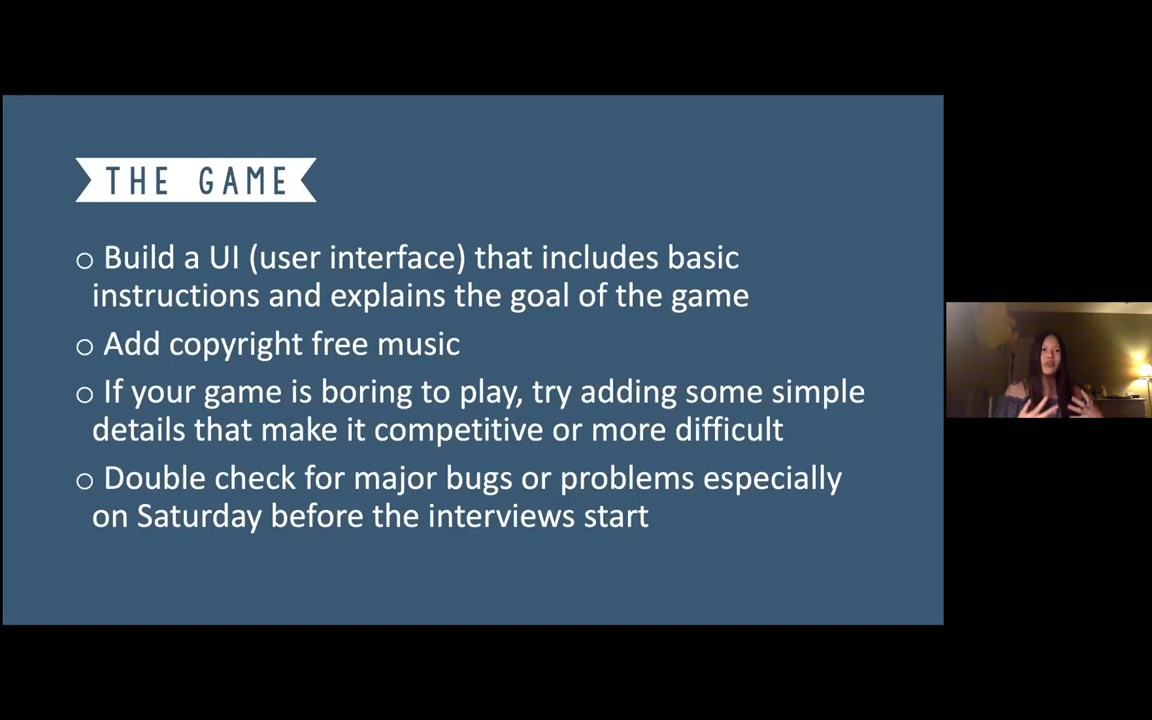 THE GAME
o Build a UI (user interface) that includes basic
instructions and explains the goal of the game
o Add copyright free music
o If your game is boring to play, try adding some simple
details that make it competitive or more difficult
o Double check for major bugs or problems especially
on Saturday before the interviews start